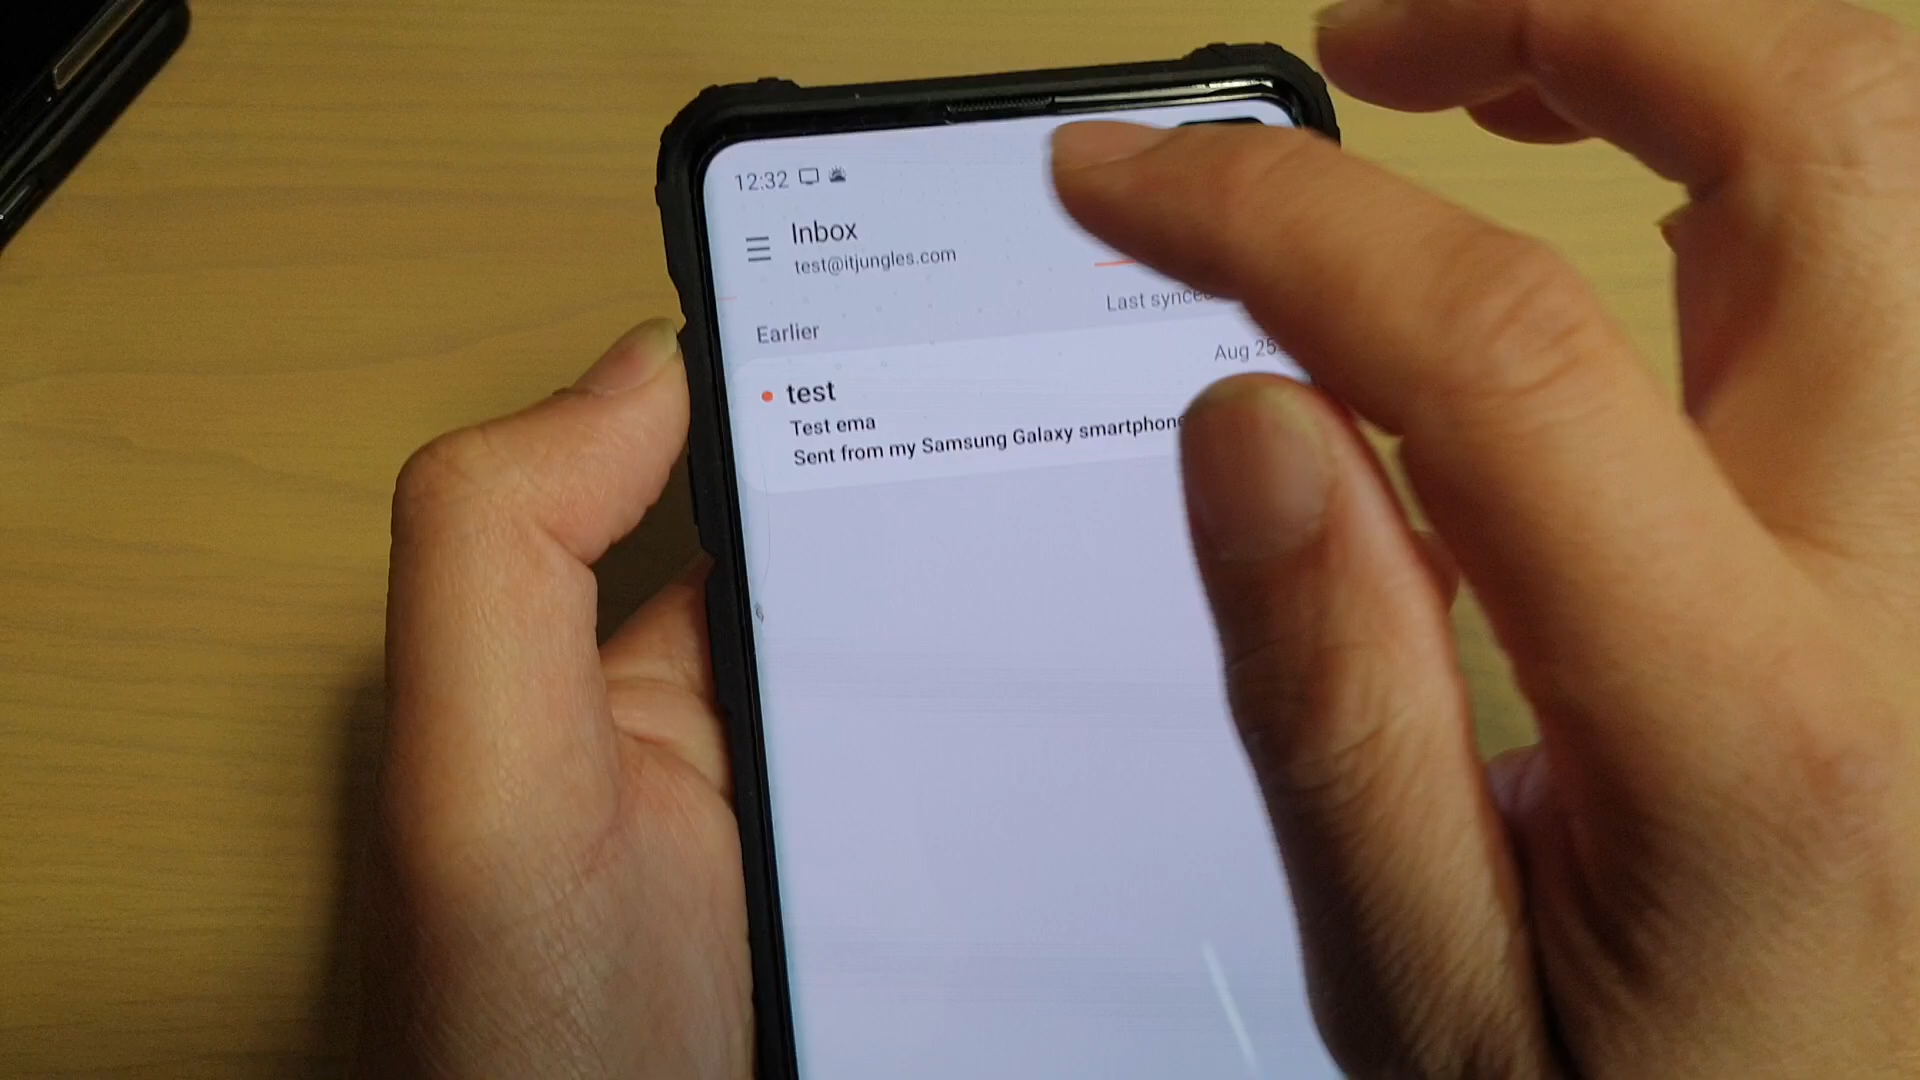 12:32
Inbox
test@itjungles.com
Last synced
Earlier
Aug 25
test
Test ema
Sent from my Samsung Galaxy smartphone